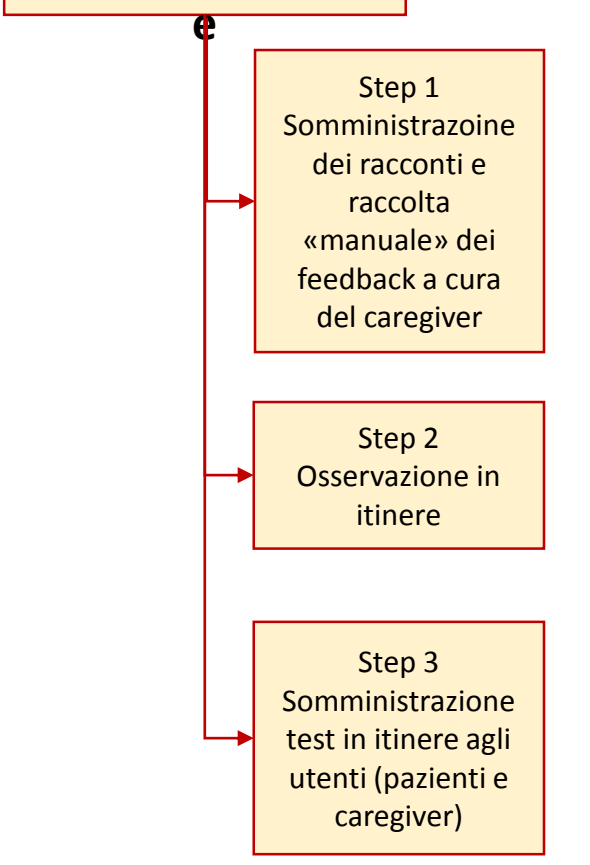 e
Step 1
Somministrazoine
dei racconti e
raccolta
«manuale» dei
feedback a cura
del caregiver
Step 2
Osservazione in
itinere
Step 3
Somministrazione
test in itinere agli
utenti (pazienti e
caregiver)